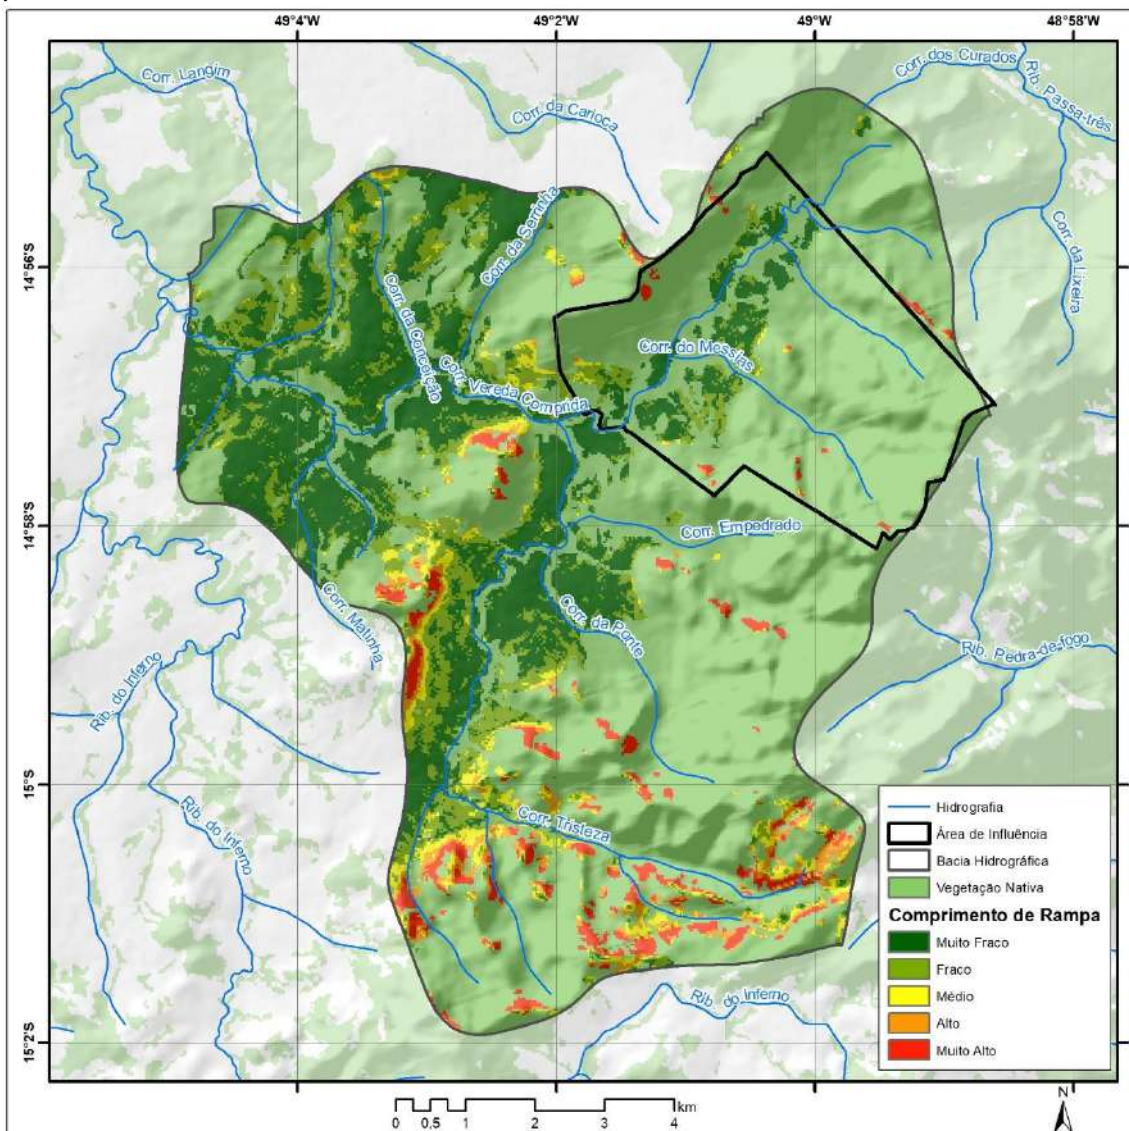 49°4'W
49°2'W
49°W
48°58'W
Corr. Langim
Corr. da Carioca
Corr. dos Curados
Rib. Passa-três
Corr. da Serrinha
Corr. da Lixeira
14°56'S
Corr. da Conceição
Corr. do Messias
Corr. Vereda Comprida
14°58'S
Corr. Empedrado
Corr. Matinha
Corr. da Ponte
Rib. do Inferno
Rib. Pedra-de-fogo
15°S
Rib. do Inferno
Corr. Tristeza
Rib. do Inferno
15°2'S
Hidrografia
Área de Influência
Bacia Hidrográfica
Vegetação Nativa
Comprimento de Rampa
Muito Fraco
Fraco
Médio
Alto
Muito Alto
km
0 0,5 1 2 3 4
N